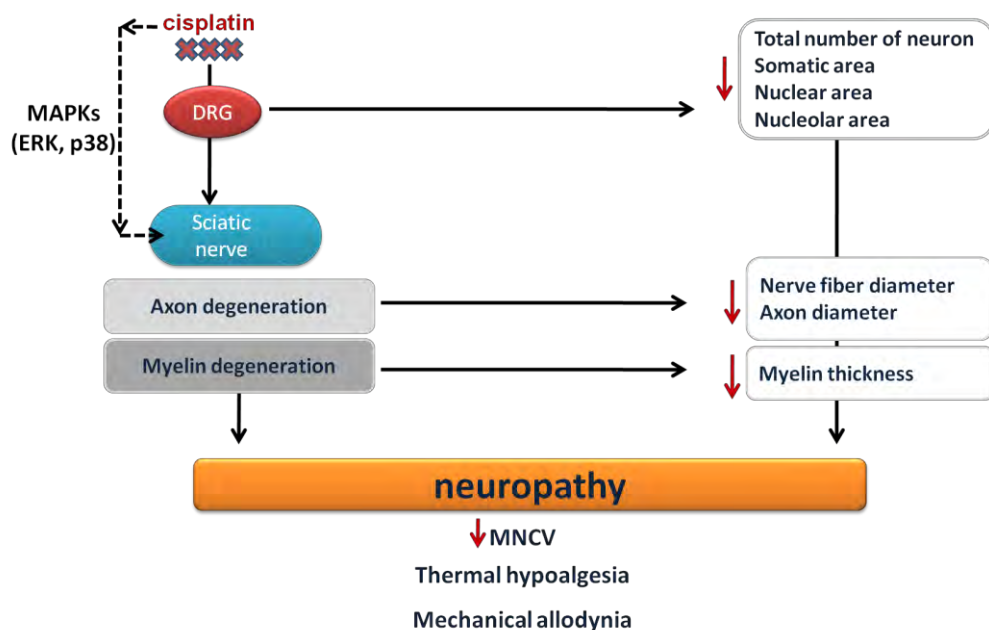 cisplatin
MAPKs
(ERK, p38)
DRG
Total number of neuron
Somatic area
Nuclear area
Nucleolar area
Sciatic
nerve
Axon degeneration
Nerve fiber diameter
Axon diameter
Myelin degeneration
Myelin thickness
neuropathy
MNCV
Thermal hypoalgesia
Mechanical allodynia